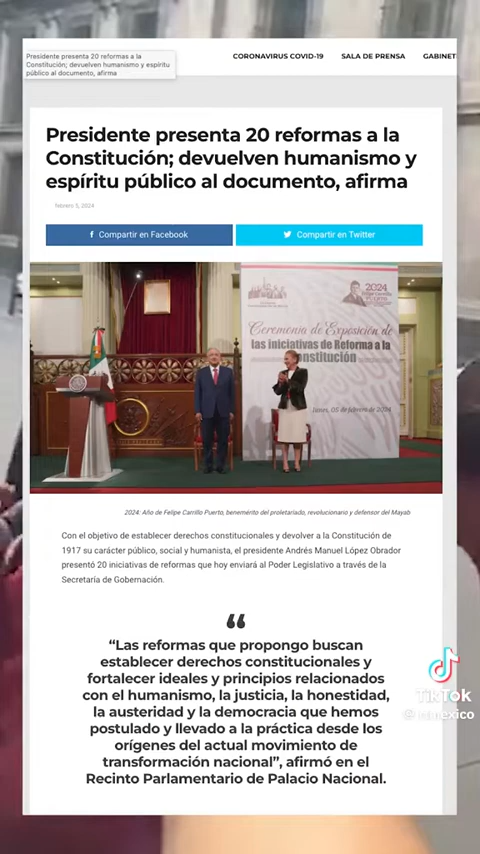 Presidente presenta 20 reformas a la
Constitución; devuelven humanismo y espíritu
público al documento, afirma
CORONAVIRUS COVID-19 SALA DE PRENSA GABINET
Presidente presenta 20 reformas a la
Constitución; devuelven humanismo y
espíritu público al documento, afirma
febrero 5, 2024
Compartir en Facebook
Compartir en Twitter
2024
Ceremonia de Exposición de
las iniciativas de Reforma a la
Constitución
lunes, 05 de febrero de 2024
2024: Año de Felipe Carrillo Puerto, benemérito del proletariado, revolucionario y defensor del Mayab
Con el objetivo de establecer derechos constitucionales y devolver a la Constitución de
1917 su carácter público, social y humanista, el presidente Andrés Manuel López Obrador
presentó 20 iniciativas de reformas que hoy enviará al Poder Legislativo a través de la
Secretaría de Gobernación.
“
“Las reformas que propongo buscan
establecer derechos constitucionales y
fortalecer ideales y principios relacionados
con el humanismo, la justicia, la honestidad,
la austeridad y la democracia que hemos
postulado y llevado a la práctica desde los
orígenes del actual movimiento de
transformación nacional”, afirmó en el
Recinto Parlamentario de Palacio Nacional.
TikTok